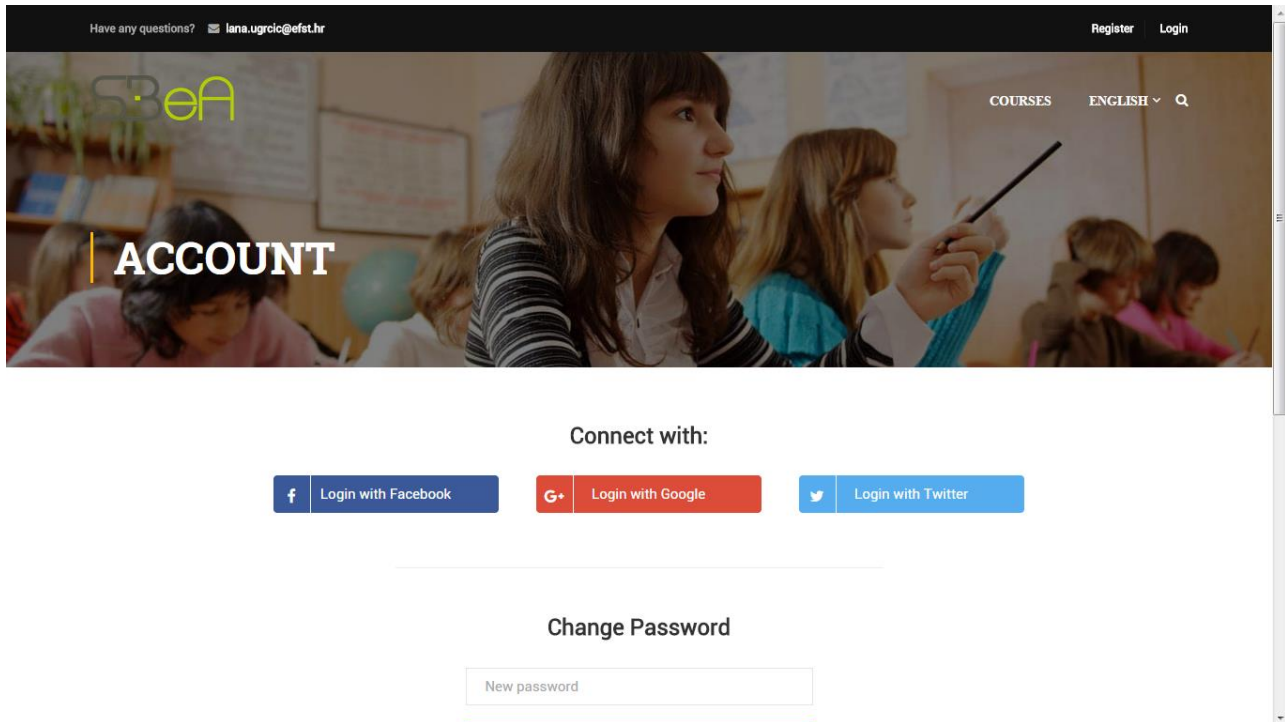 Have any questions? lana.ugrcic@efst.hr Register Login
S3eA
COURSES ENGLISH
ACCOUNT
Connect with:
Login with Facebook
G+ Login with Google
Login with Twitter
Change Password
New password